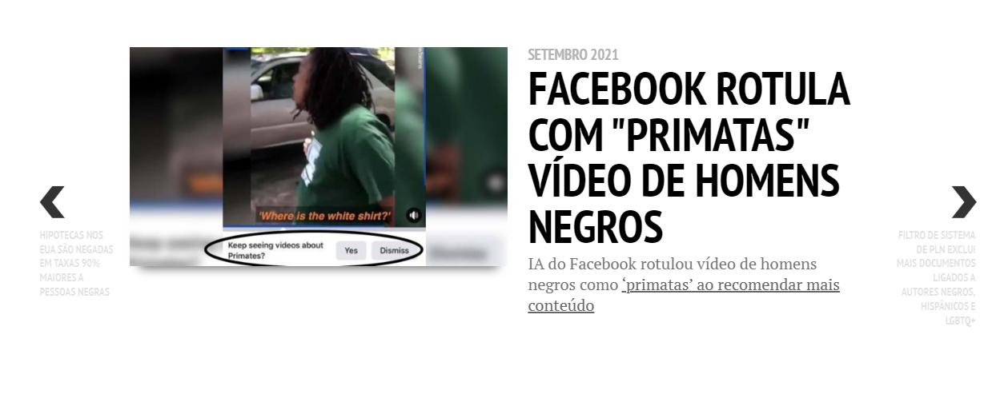 SETEMBRO 2021
FACEBOOK ROTULA
COM "PRIMATAS"
VÍDEO DE HOMENS
NEGROS
IA do Facebook rotulou vídeo de homens
negros como ‘primatas’ ao recomendar mais
conteúdo
'Where is the white shirt?'
Keep seeing videos about
Primates?
Yes
Dismiss
HIPOTECAS NOS
EUA SÃO NEGADAS
EM TAXAS 90%
MAIORES A
PESSOAS NEGRAS
FILTRO DE SISTEMA
DE PLN EXCLUI
MAIS DOCUMENTOS
LIGADOS A
AUTORES NEGROS,
HISPÂNICOS E
LGBTQ+